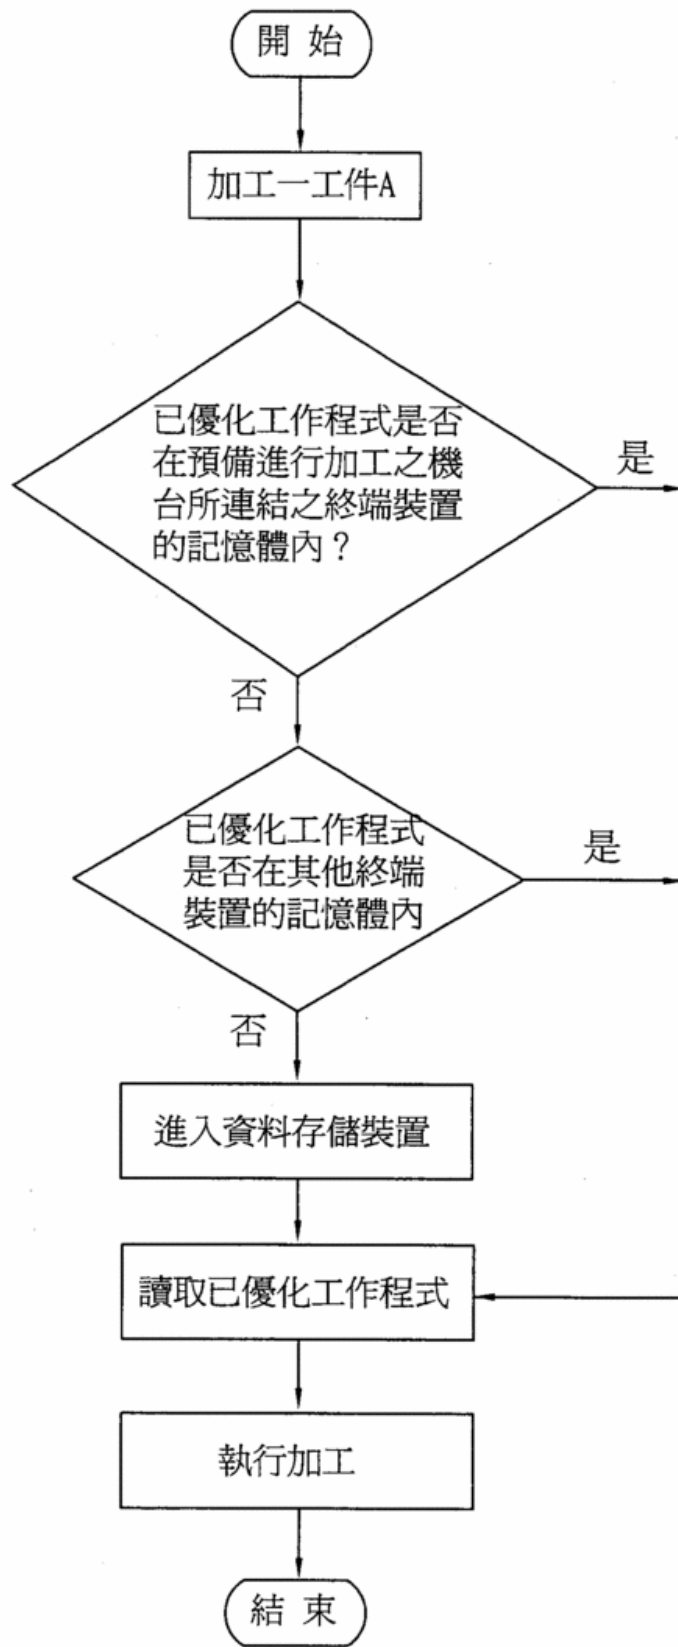 開始
加工一工件A
已優化工作程式是否
在預備進行加工之機
台所連結之終端裝置
的記憶體內？
是
否
已優化工作程式
是否在其他終端
裝置的記憶體內
是
否
進入資料存儲裝置
讀取已優化工作程式
執行加工
結束